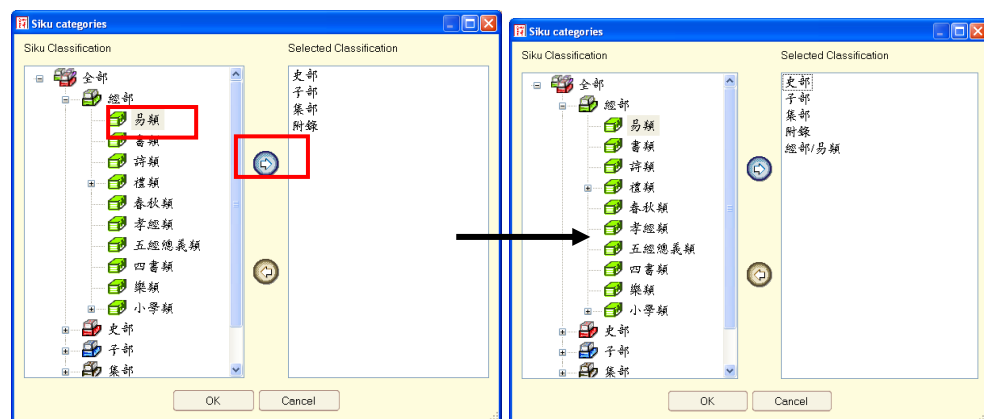 Siku categories
Siku Classification
Selected Classification
全部
經部
易類
書類
詩類
禮類
春秋類
孝經類
五經總義類
四書類
樂類
小學類
史部
子部
集部
史部
子部
集部
附錄
OK
Cancel
Siku categories
Siku Classification
Selected Classification
全部
經部
易類
書類
詩類
禮類
春秋類
孝經類
五經總義類
四書類
樂類
小學類
史部
子部
集部
史部
子部
集部
附錄
經部/易類
OK
Cancel